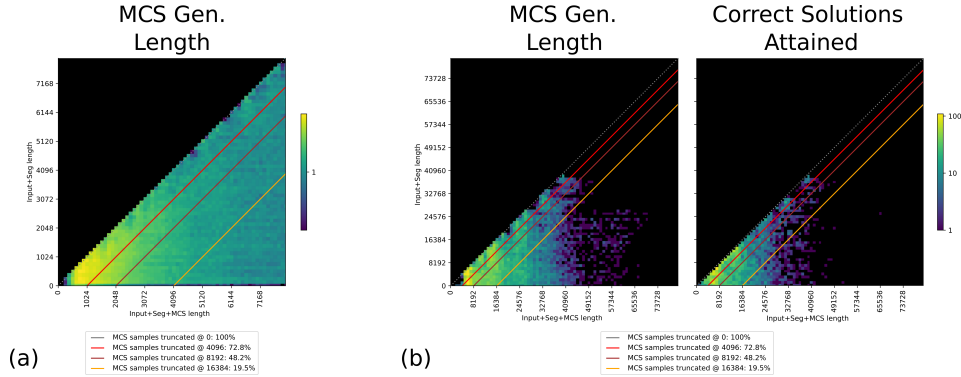 MCS Gen.
Length
Input+Seg length
7168
6144
5120
4096
3072
2048
1024
0
0
1024
2048
3072
4096
5120
6144
7168
Input+Seg+MCS length
1
MCS samples truncated @ 0: 100%
MCS samples truncated @ 4096: 72.8%
MCS samples truncated @ 8192: 48.2%
MCS samples truncated @ 16384: 19.5%
(a)
MCS Gen.
Length
Input+Seg length
73728
65536
57344
49152
40960
32768
24576
16384
8192
0
0
8192
16384
24576
32768
40960
49152
57344
65536
73728
Input+Seg+MCS length
Correct Solutions
Attained
0
8192
16384
24576
32768
40960
49152
57344
65536
73728
Input+Seg+MCS length
100
10
1
MCS samples truncated @ 0: 100%
MCS samples truncated @ 4096: 72.8%
MCS samples truncated @ 8192: 48.2%
MCS samples truncated @ 16384: 19.5%
(b)